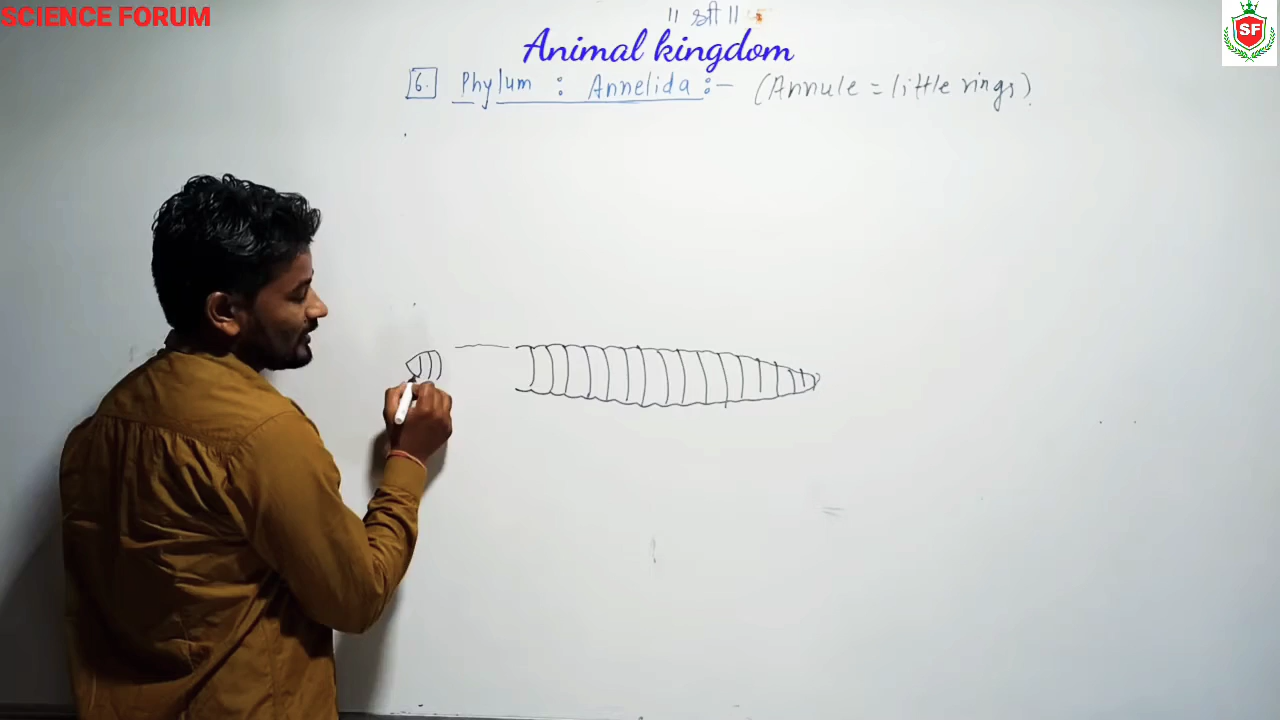 SCIENCE FORUM
॥ श्री ॥
SF
Animal kingdom
6. Phylum : Annelida :- (Annule = little rings).